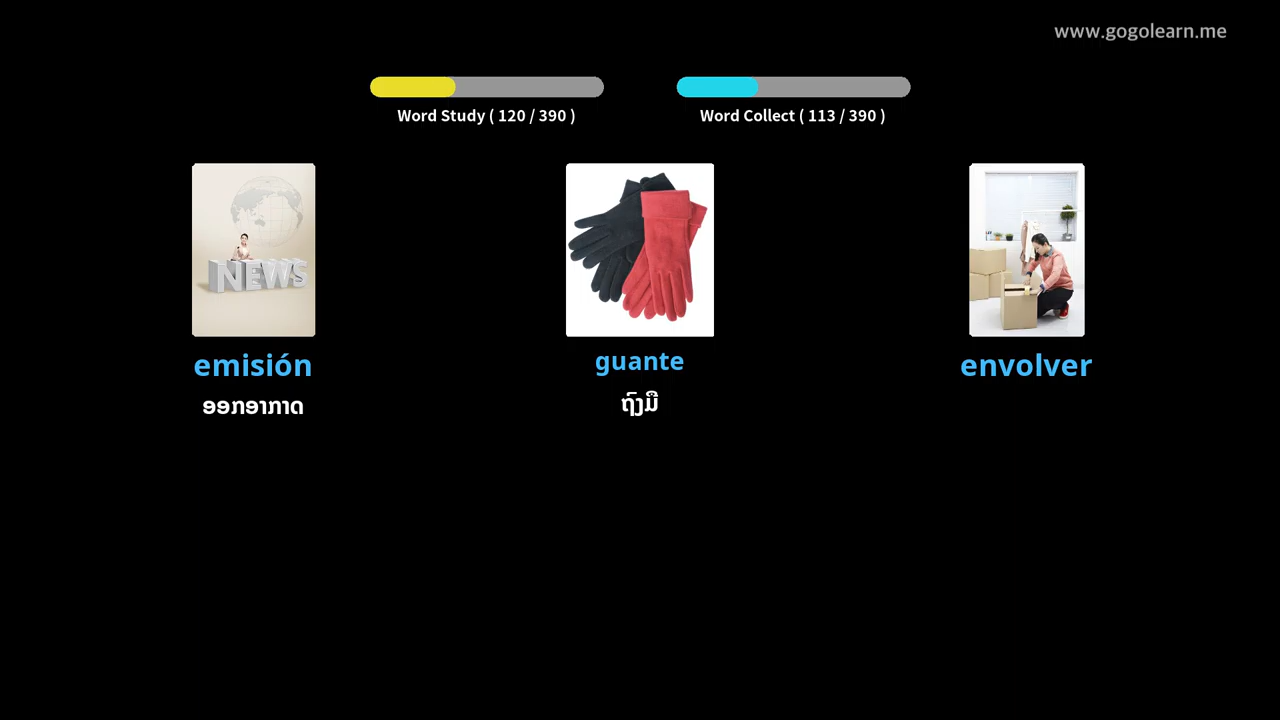 www.gogolearn.me
Word Study ( 120 / 390 )
Word Collect ( 113 / 390 )
NEWS
emisión
ອອກອາກາດ
guante
ຖົງມື
envolver